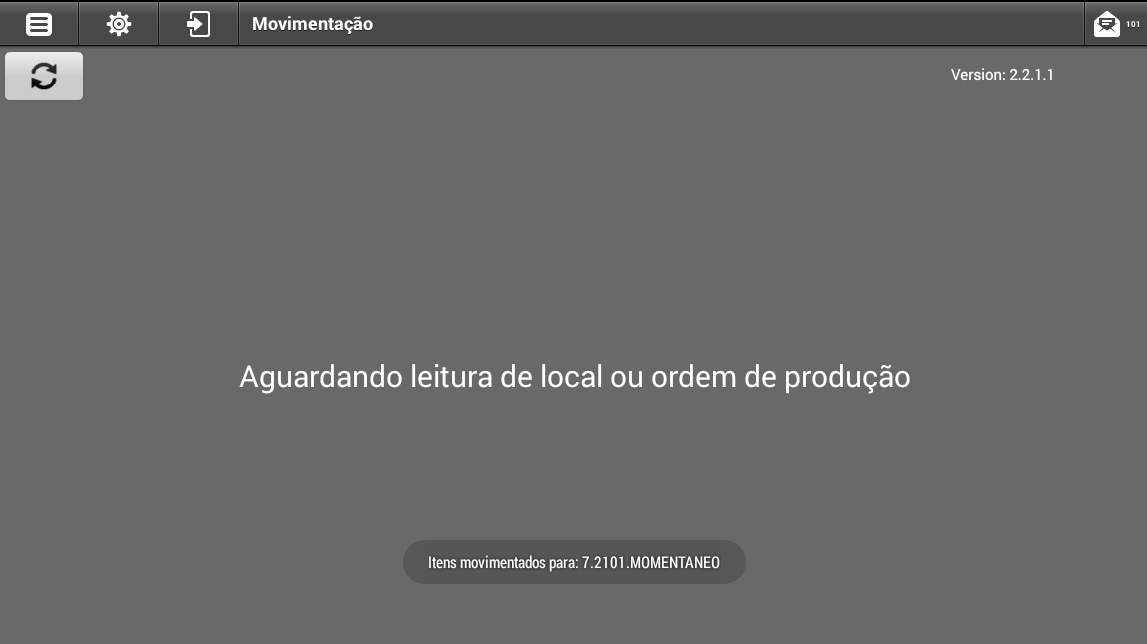 Movimentação
101
Version: 2.2.1.1
Aguardando leitura de local ou ordem de produção
Itens movimentados para: 7.2101.MOMENTANEO